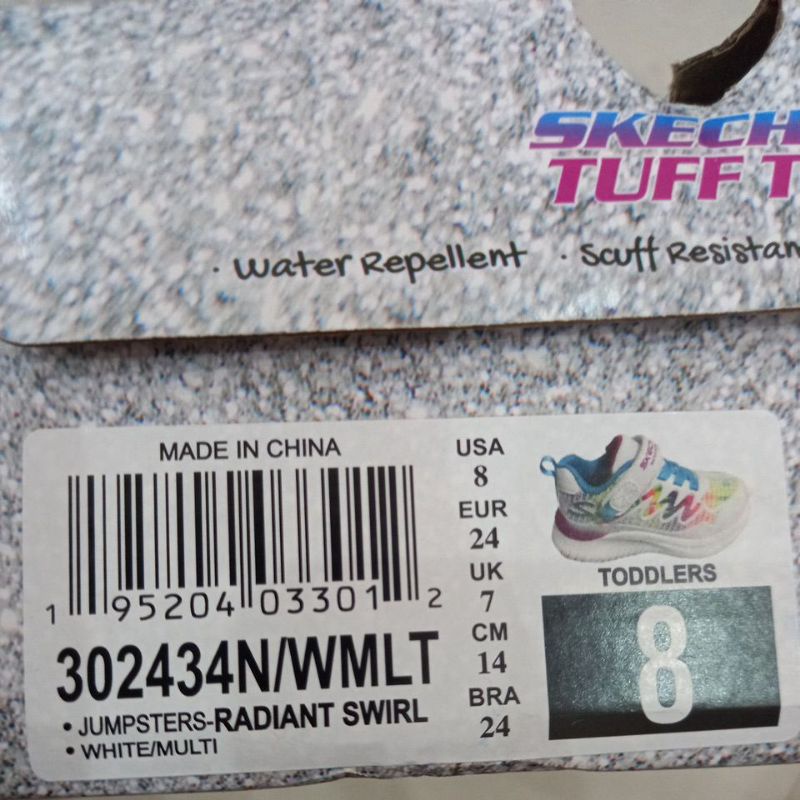 SKECH
TUFF T
· Water Repellent · Scuff Resistan
MADE IN CHINA
1 95204 03301 2
302434N/WMLT
• JUMPSTERS-RADIANT SWIRL
• WHITE/MULTI
USA
8
EUR
24
UK
7
CM
14
BRA
24
TODDLERS
8